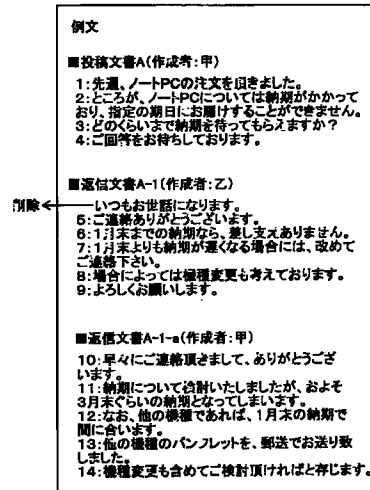 例文
■投稿文書A(作成者:甲)
1:先週、ノートPCの注文を頂きました。
2:ところが、ノートPCについては納期がかかって
おり、指定の期日にお届けすることができません。
3:どのくらいまで納期を待ってもらえますか?
4:ご回答をお待ちしております。
■返信文書A-1(作成者:乙)
削除 いつもお世話になります。
5:ご連絡ありがとうございます。
6:1月末までの納期なら、差し支えありません。
7:1月末よりも納期が遅くなる場合には、改めて
ご連絡下さい。
8:場合によっては機種変更も考えております。
9:よろしくお願いします。
■返信文書A-1-a(作成者:甲)
10:早々にご連絡頂きまして、ありがとうござ
います。
11:納期について検討いたしましたが、およそ
3月末ぐらいの納期となってしまいます。
12:なお、他の機種であれば、1月末の納期で
間に合います。
13:他の機種のパンフレットを、郵送でお送り致
しました。
14:機種変更も含めてご検討頂ければと存じます。